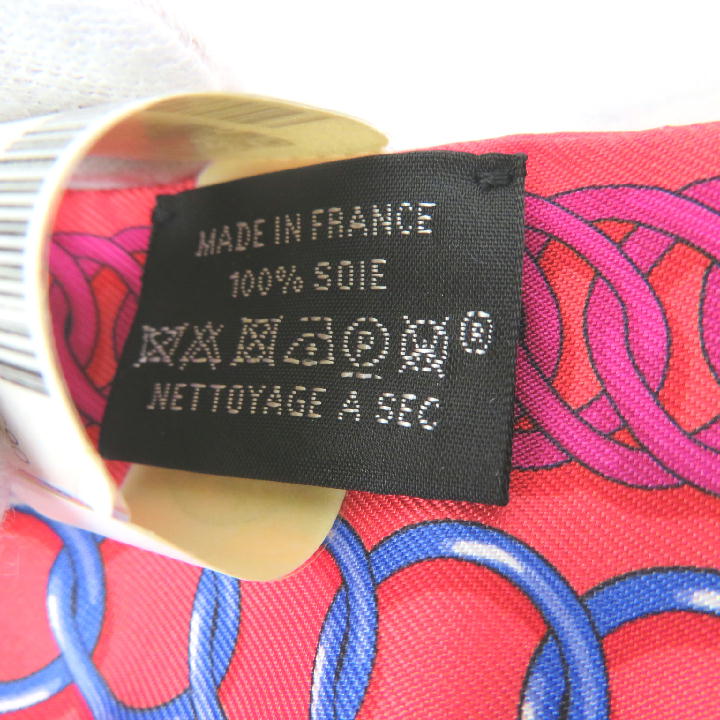 MADE IN FRANCE
100% SOIE
P W ®
NETTOYAGE A SEC